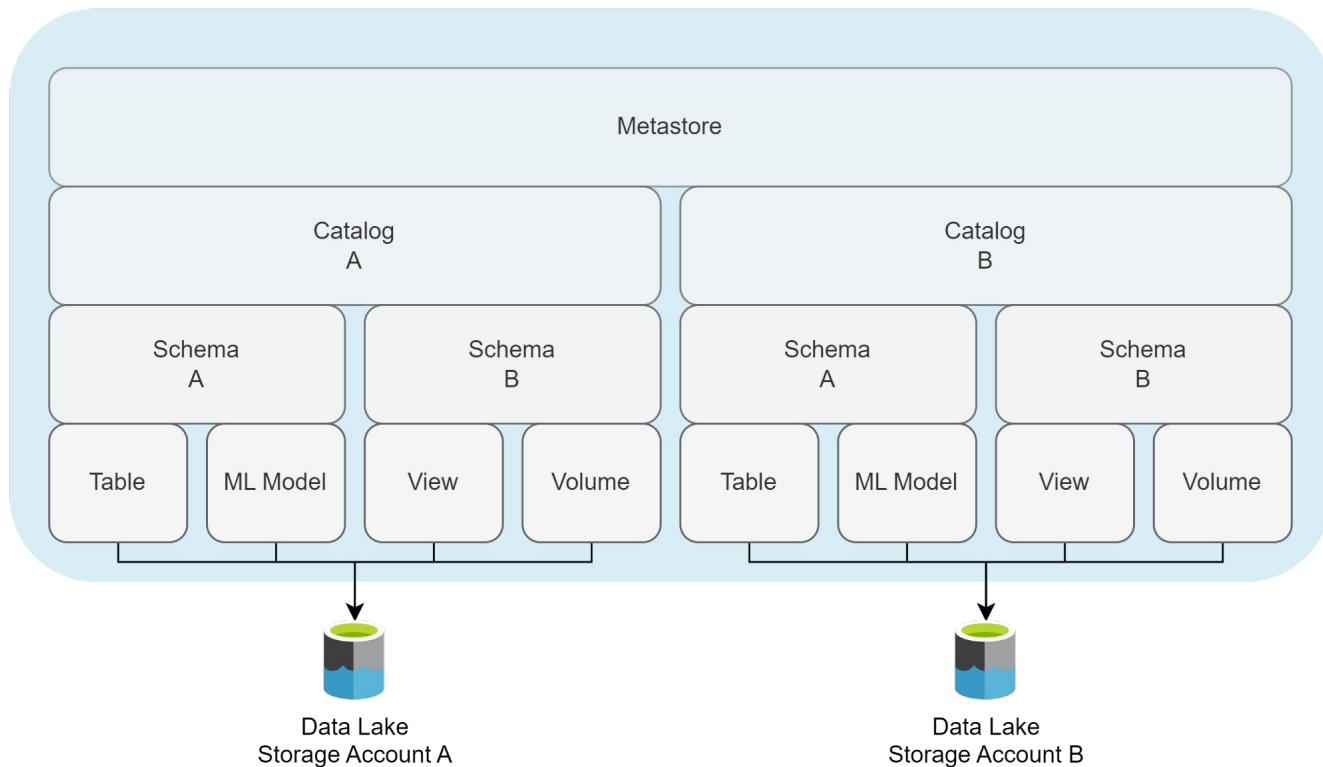 Metastore
Catalog
A
Catalog
B
Schema
A
Schema
B
Schema
A
Schema
B
Table
ML Model
View
Volume
Table
ML Model
View
Volume
Data Lake
Storage Account A
Data Lake
Storage Account B